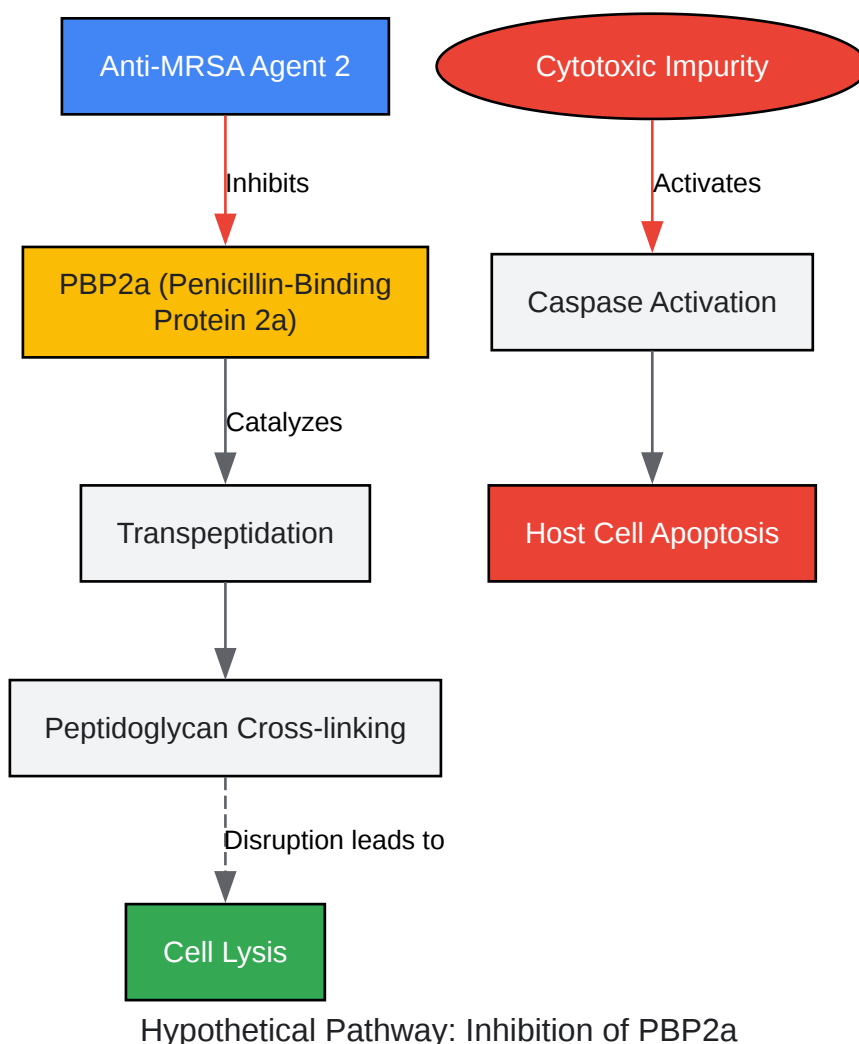 Anti-MRSA Agent 2
Cytotoxic Impurity
Inhibits
Activates
PBP2a (Penicillin-Binding
Protein 2a)
Caspase Activation
Catalyzes
Transpeptidation
Host Cell Apoptosis
Peptidoglycan Cross-linking
Disruption leads to
Cell Lysis
Hypothetical Pathway: Inhibition of PBP2a